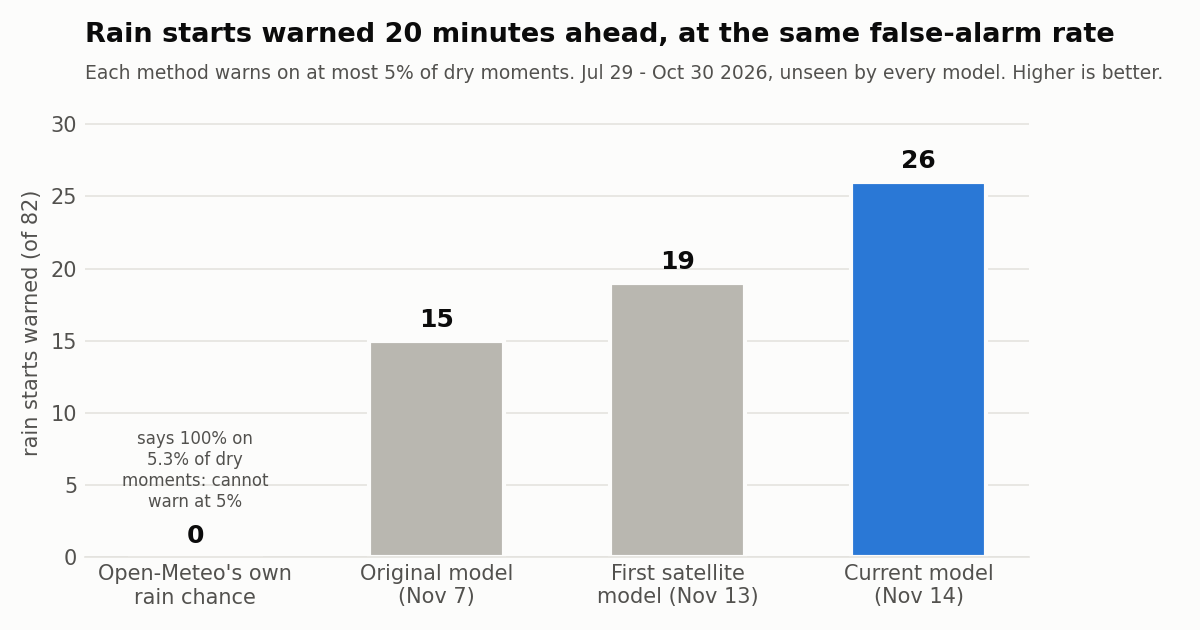 Rain starts warned 20 minutes ahead, at the same false-alarm rate
Each method warns on at most 5% of dry moments. Jul 29 - Oct 30 2026, unseen by every model. Higher is better.
rain starts warned (of 82)
30
25
20
15
10
5
0
says 100% on
5.3% of dry
moments: cannot
warn at 5%
0
15
19
26
Open-Meteo's own
rain chance
Original model
(Nov 7)
First satellite
model (Nov 13)
Current model
(Nov 14)